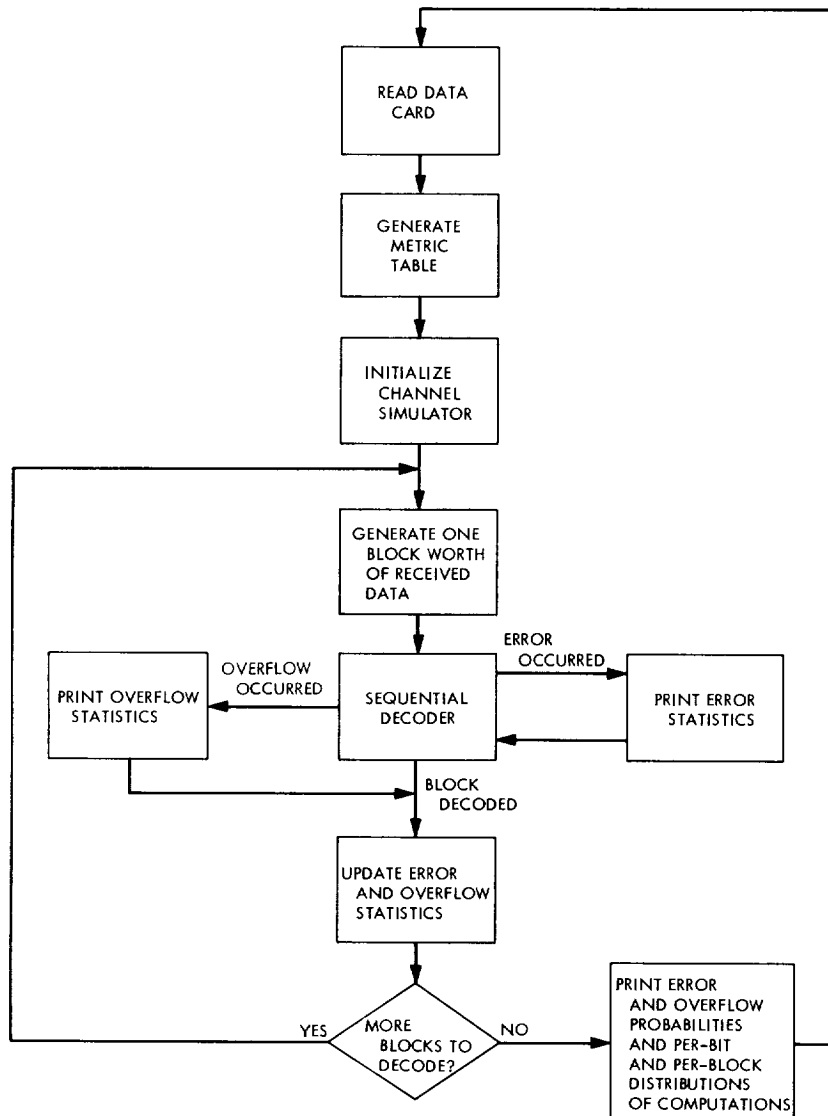 READ DATA
CARD
GENERATE
METRIC
TABLE
INITIALIZE
CHANNEL
SIMULATOR
GENERATE ONE
BLOCK WORTH
OF RECEIVED
DATA
ERROR
OCCURRED
OVERFLOW
OCCURRED
PRINT OVERFLOW
STATISTICS
SEQUENTIAL
DECODER
PRINT ERROR
STATISTICS
BLOCK
DECODED
UPDATE ERROR
AND OVERFLOW
STATISTICS
YES
MORE
BLOCKS TO
DECODE?
NO
PRINT ERROR
AND OVERFLOW
PROBABILITIES
AND PER-BIT
AND PER-BLOCK
DISTRIBUTIONS
OF COMPUTATIONS